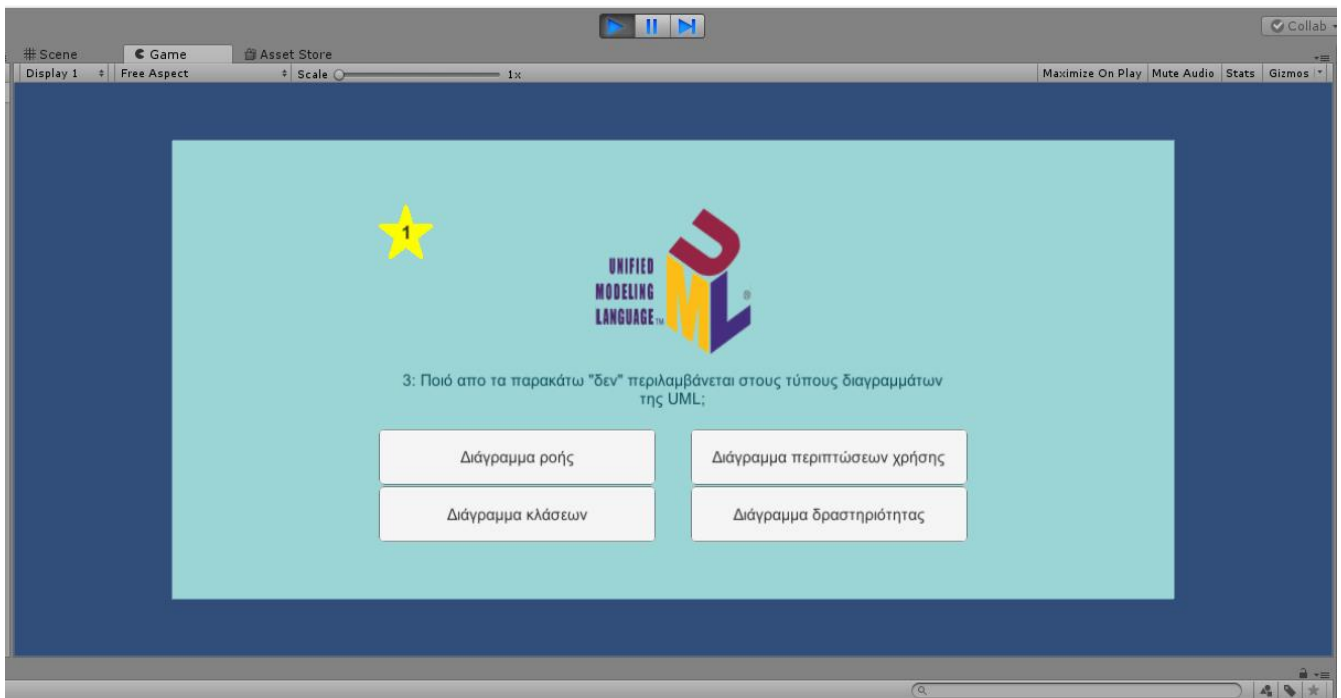 Collab
Scene Game Asset Store
Display 1 Free Aspect Scale 1x Maximize On Play Mute Audio Stats Gizmos
1
UNIFIED
MODELING
LANGUAGE TM
UML ®
3: Ποιό απο τα παρακάτω "δεν" περιλαμβάνεται στους τύπους διαγραμμάτων
της UML;
Διάγραμμα ροής
Διάγραμμα περιπτώσεων χρήσης
Διάγραμμα κλάσεων
Διάγραμμα δραστηριότητας